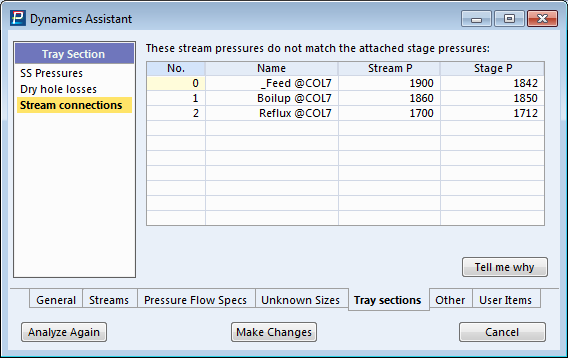 Dynamics Assistant
Tray Section
SS Pressures
Dry hole losses
Stream connections
These stream pressures do not match the attached stage pressures:
No. Name Stream P Stage P
0 _Feed @COL7 1900 1842
1 Boilup @COL7 1860 1850
2 Reflux @COL7 1700 1712
Tell me why
General Streams Pressure Flow Specs Unknown Sizes Tray sections Other User Items
Analyze Again Make Changes Cancel